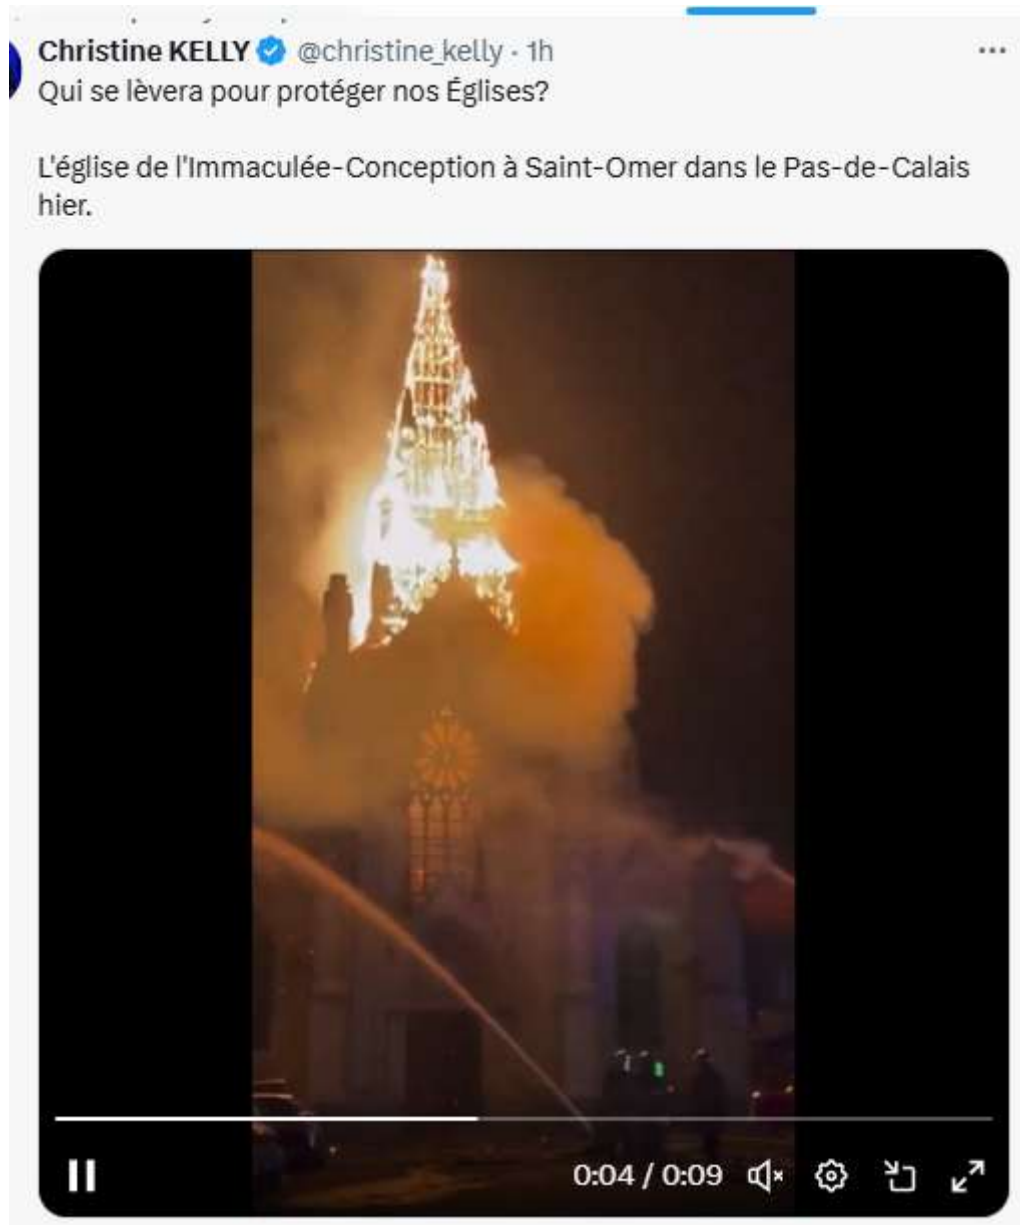 Christine KELLY @christine_kelly · 1h
Qui se lèvera pour protéger nos Églises?
L'église de l'Immaculée-Conception à Saint-Omer dans le Pas-de-Calais
hier.
0:04 / 0:09